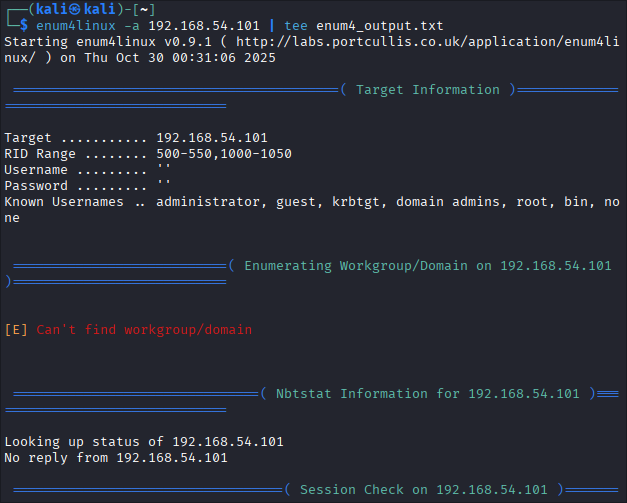 ┌──(kali㉿kali)-[~]
└─$ enum4linux -a 192.168.54.101 | tee enum4_output.txt
Starting enum4linux v0.9.1 ( http://labs.portcullis.co.uk/application/enum4li
nux/ ) on Thu Oct 30 00:31:06 2025
=========================================( Target Information )=============
============================
Target ........... 192.168.54.101
RID Range ........ 500-550,1000-1050
Username ......... ''
Password ......... ''
Known Usernames .. administrator, guest, krbtgt, domain admins, root, bin, no
ne
===========================( Enumerating Workgroup/Domain on 192.168.54.101
)===========================
[E] Can't find workgroup/domain
===============================( Nbtstat Information for 192.168.54.101 )===
============================
Looking up status of 192.168.54.101
No reply from 192.168.54.101
==================================( Session Check on 192.168.54.101 )=======